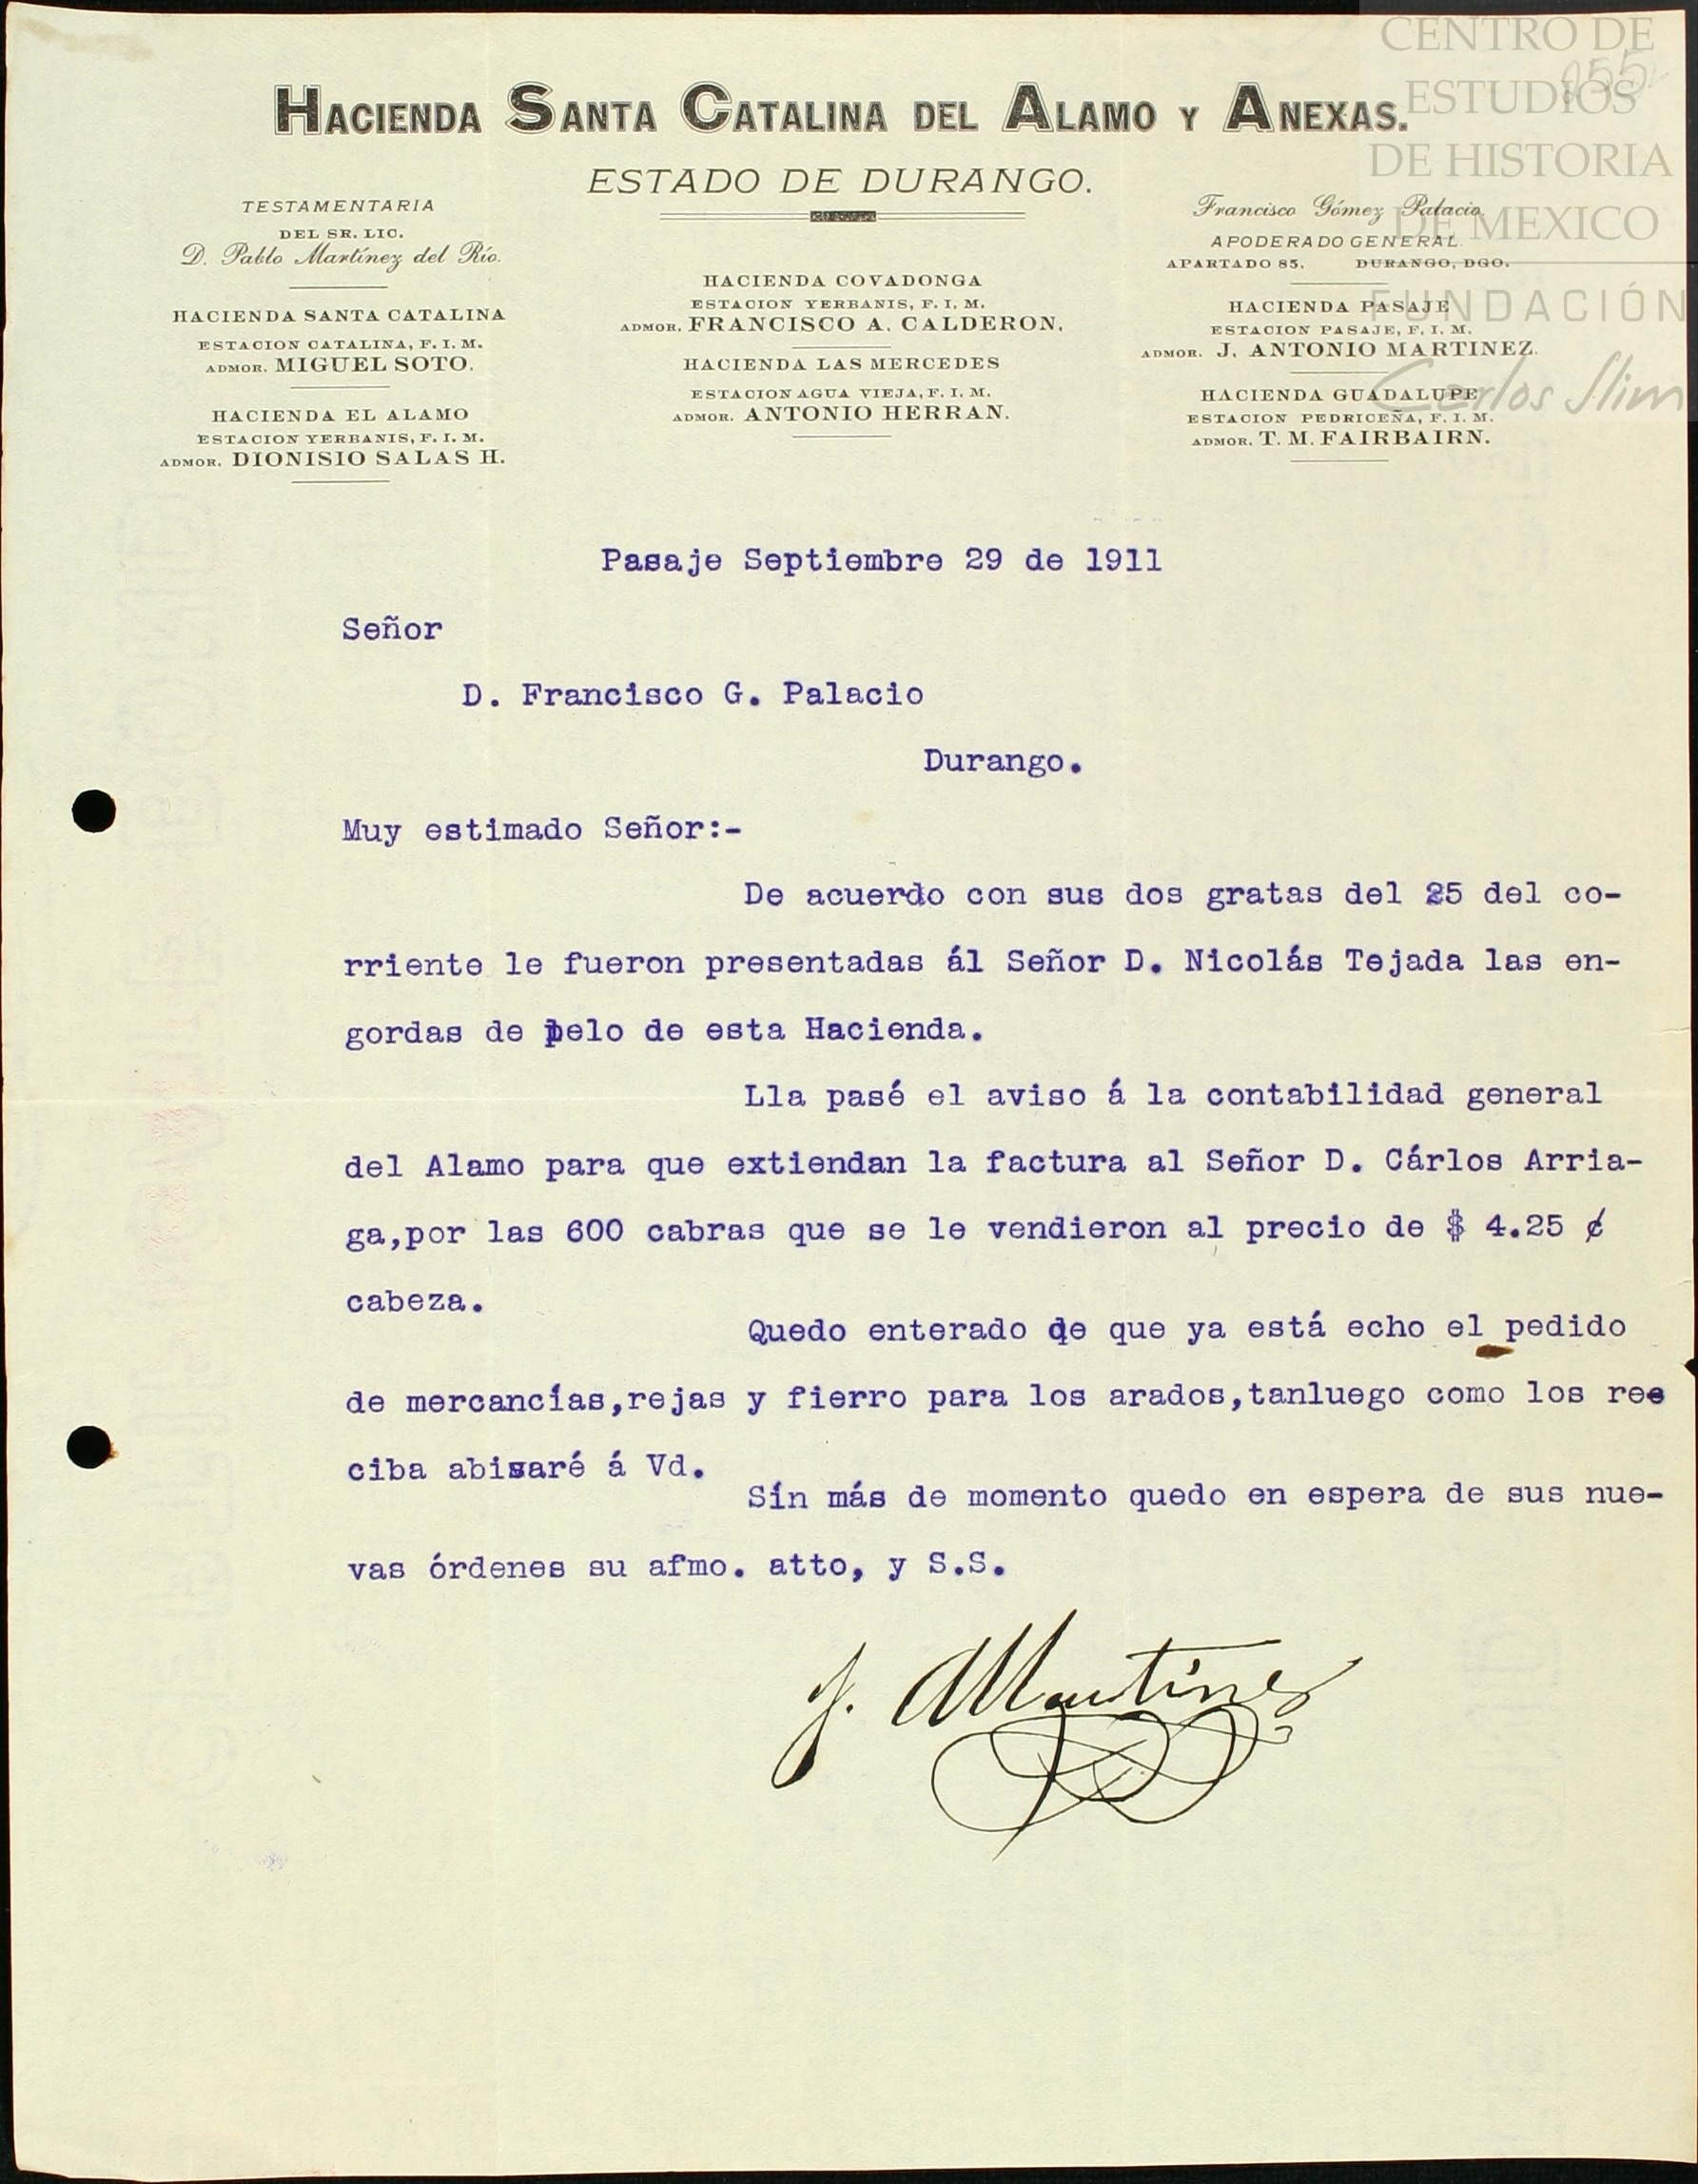 CENTRO DE
ESTUDIOS
DE HISTORIA
DE MEXICO
FUNDACIÓN
Carlos Slim
HACIENDA SANTA CATALINA DEL ALAMO Y ANEXAS.
ESTADO DE DURANGO.
TESTAMENTARIA
DEL SR. LIC.
D. Pablo Martínez del Río.
HACIENDA SANTA CATALINA
ESTACION CATALINA, F. I. M.
ADMOR. MIGUEL SOTO.
HACIENDA EL ALAMO
ESTACION YERBANIS, F. I. M.
ADMOR. DIONISIO SALAS H.
HACIENDA COVADONGA
ESTACION YERBANIS, F. I. M.
ADMOR. FRANCISCO A. CALDERON.
HACIENDA LAS MERCEDES
ESTACION AGUA VIEJA, F. I. M.
ADMOR. ANTONIO HERRAN.
Francisco Gómez Palacio
APODERADO GENERAL.
APARTADO 85. DURANGO, DGO.
HACIENDA PASAJE
ESTACION PASAJE, F. I. M.
ADMOR. J. ANTONIO MARTINEZ.
HACIENDA GUADALUPE
ESTACION PEDRICEÑA, F. I. M.
ADMOR. T. M. FAIRBAIRN.
Pasaje Septiembre 29 de 1911
Señor
D. Francisco G. Palacio
Durango.
Muy estimado Señor:-
De acuerdo con sus dos gratas del 25 del co-
rriente le fueron presentadas ál Señor D. Nicolás Tejada las en-
gordas de pelo de esta Hacienda.
Lla pasé el aviso á la contabilidad general
del Alamo para que extiendan la factura al Señor D. Cárlos Arria-
ga,por las 600 cabras que se le vendieron al precio de $ 4.25 ¢
cabeza.
Quedo enterado de que ya está echo el pedido
de mercancías,rejas y fierro para los arados,tanluego como los ree
ciba abisaré á Vd.
Sín más de momento quedo en espera de sus nue-
vas órdenes su afmo. atto, y S.S.
J. AMartínez